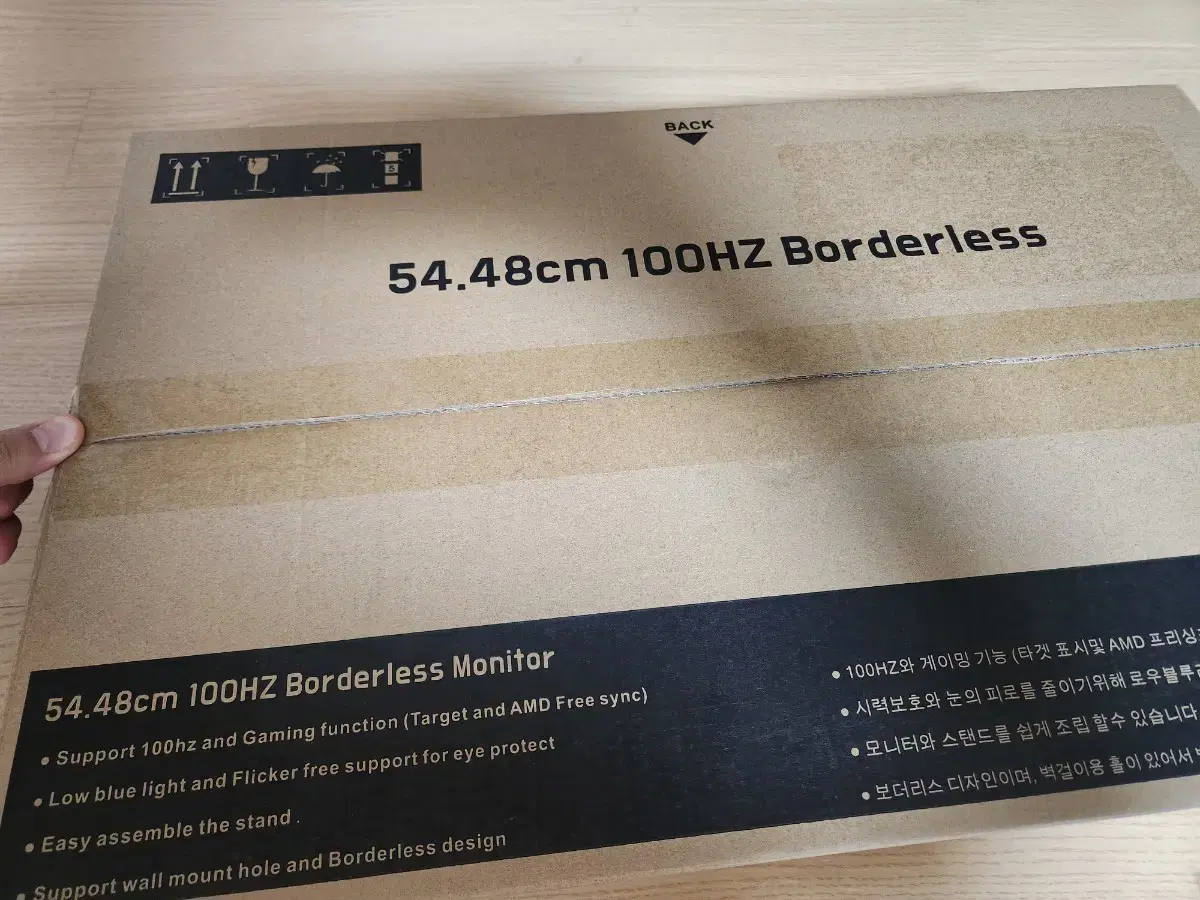 BACK
5
54.48cm 100HZ Borderless
54.48cm 100HZ Borderless Monitor
• Support 100hz and Gaming function (Target and AMD Free sync)
• Low blue light and Flicker free support for eye protect
• Easy assemble the stand .
• Support wall mount hole and Borderless design
• 100HZ와 게이밍 기능 (타겟 표시및 AMD 프리싱
• 시력보호와 눈의 피로를 줄이기위해 로우블루
• 모니터와 스탠드를 쉽게 조립 할수 있습니다
• 보더리스 디자인이며, 벽걸이용 홀이 있어서